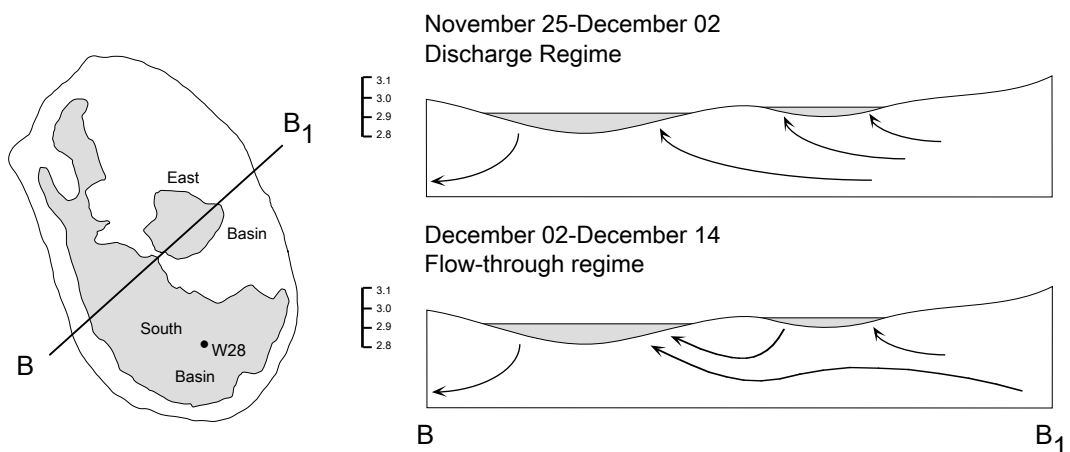 B1
East
Basin
South
W28
Basin
B
November 25-December 02
Discharge Regime
3.1
3.0
2.9
2.8
December 02-December 14
Flow-through regime
3.1
3.0
2.9
2.8
B
B1